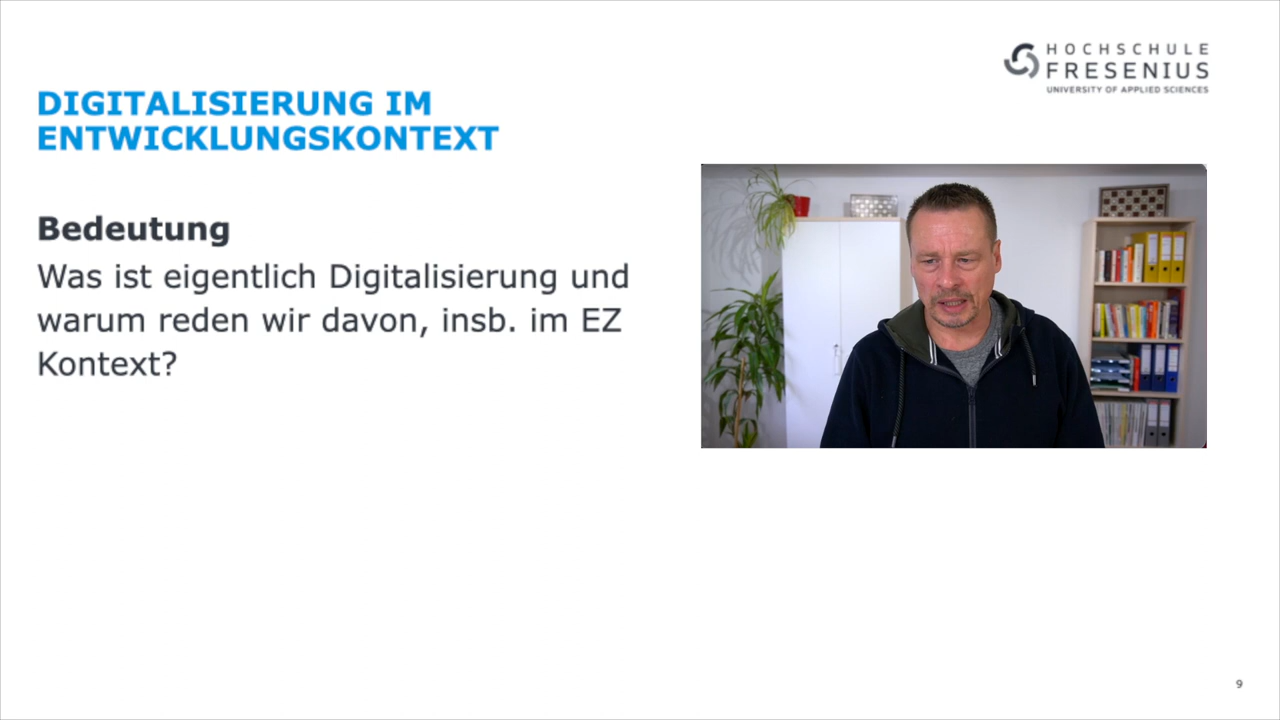 HOCHSCHULE
FRESENIUS
UNIVERSITY OF APPLIED SCIENCES
DIGITALISIERUNG IM
ENTWICKLUNGSKONTEXT
Bedeutung
Was ist eigentlich Digitalisierung und
warum reden wir davon, insb. im EZ
Kontext?
9